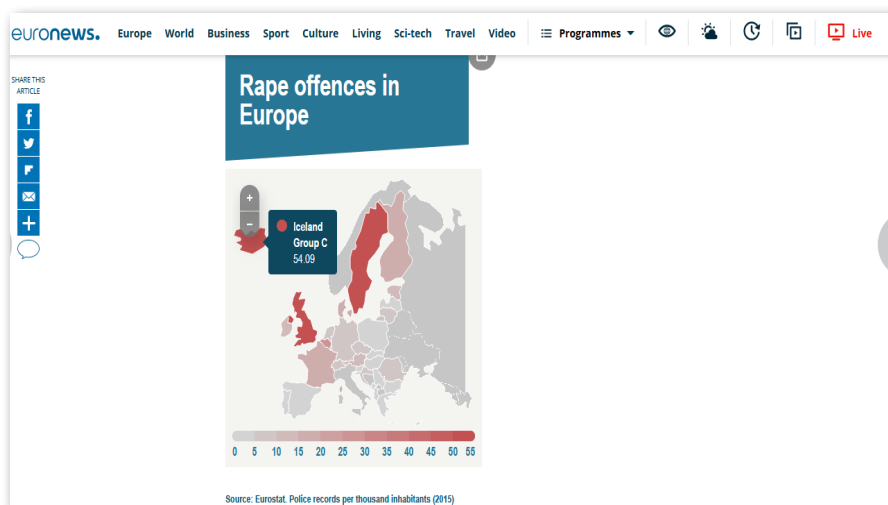 euronews. Europe World Business Sport Culture Living Sci-tech Travel Video Programmes Live
SHARE THIS
ARTICLE
Rape offences in
Europe
+
−
Iceland
Group C
54.09
0 5 10 15 20 25 30 35 40 45 50 55
Source: Eurostat. Police records per thousand inhabitants (2015)